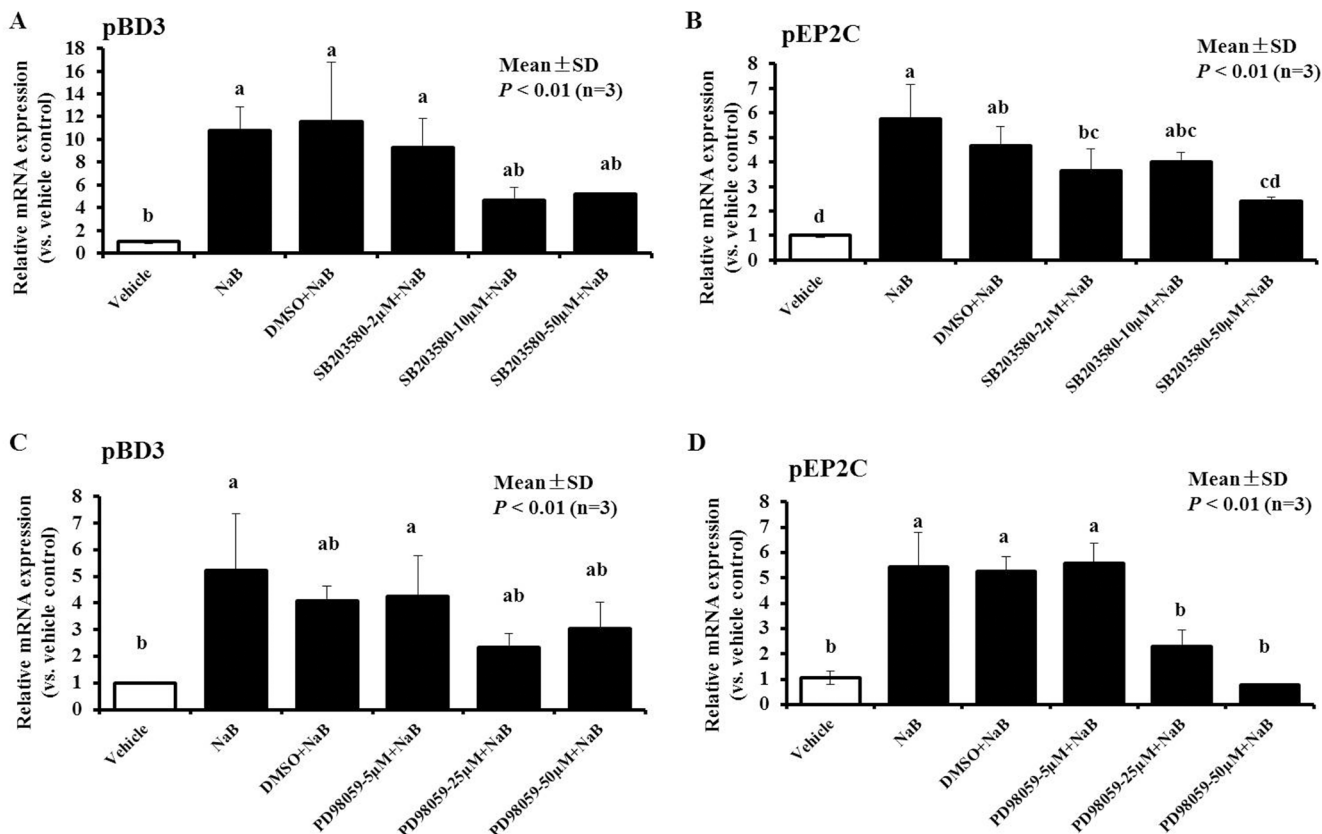 A
pBD3
Mean±SD
P < 0.01 (n=3)
Relative mRNA expression
(vs. vehicle control)
18
16
14
12
10
8
6
4
2
0
b
a
a
a
ab
ab
Vehicle
NaB
DMSO+NaB
SB203580-2μM+NaB
SB203580-10μM+NaB
SB203580-50μM+NaB
B
pEP2C
Mean±SD
P < 0.01 (n=3)
Relative mRNA expression
(vs. vehicle control)
8
7
6
5
4
3
2
1
0
d
a
ab
bc
abc
cd
Vehicle
NaB
DMSO+NaB
SB203580-2μM+NaB
SB203580-10μM+NaB
SB203580-50μM+NaB
C
pBD3
Mean±SD
P < 0.01 (n=3)
Relative mRNA expression
(vs. vehicle control)
8
7
6
5
4
3
2
1
0
b
a
ab
a
ab
ab
Vehicle
NaB
DMSO+NaB
PD98059-5μM+NaB
PD98059-25μM+NaB
PD98059-50μM+NaB
D
pEP2C
Mean±SD
P < 0.01 (n=3)
Relative mRNA expression
(vs. vehicle control)
8
7
6
5
4
3
2
1
0
b
a
a
a
b
b
Vehicle
NaB
DMSO+NaB
PD98059-5μM+NaB
PD98059-25μM+NaB
PD98059-50μM+NaB